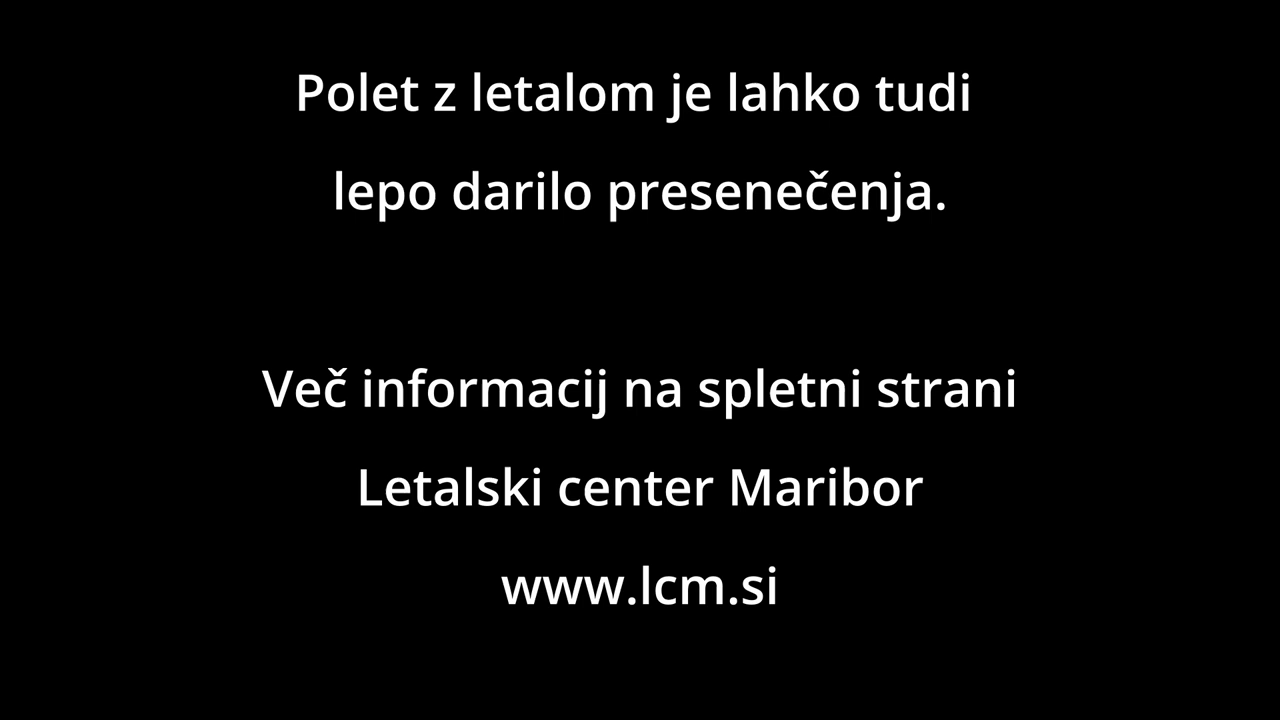 Polet z letalom je lahko tudi
lepo darilo presenečenja.
Več informacij na spletni strani
Letalski center Maribor
www.lcm.si